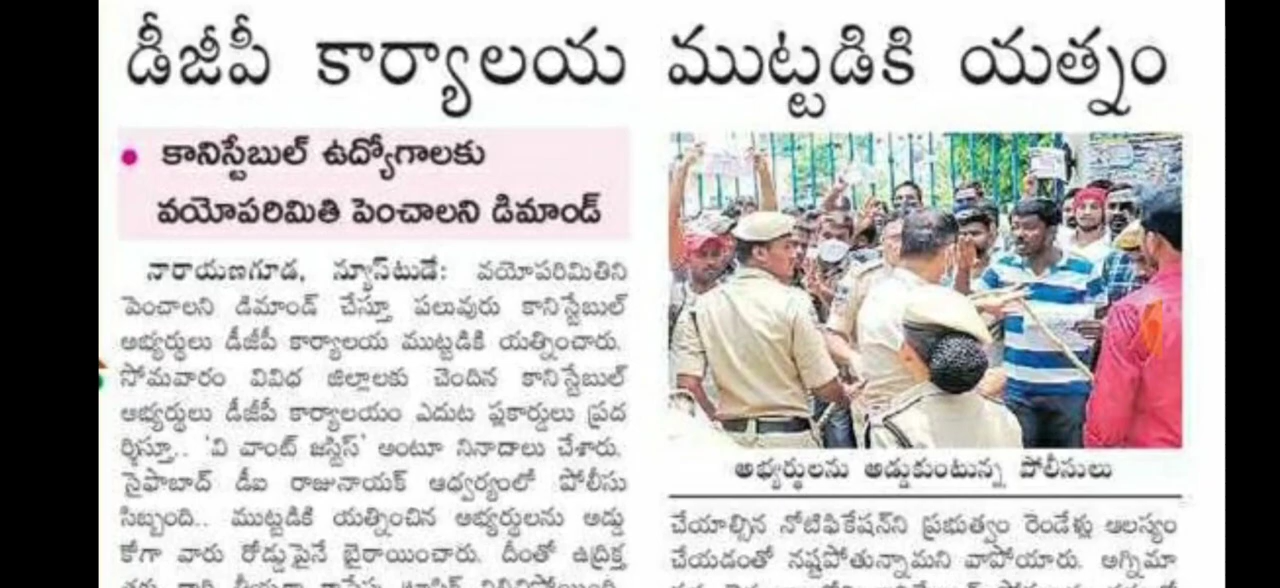 డీజీపీ కార్యాలయ ముట్టడికి యత్నం
• కానిస్టేబుల్ ఉద్యోగాలకు
వయోపరిమితి పెంచాలని డిమాండ్
నారాయణగూడ, న్యూస్‌టుడే: వయోపరిమితిని
పెంచాలని డిమాండ్ చేస్తూ పలువురు కానిస్టేబుల్
అభ్యర్థులు డీజీపీ కార్యాలయ ముట్టడికి యత్నించారు.
సోమవారం వివిధ జిల్లాలకు చెందిన కానిస్టేబుల్
అభ్యర్థులు డీజీపీ కార్యాలయం ఎదుట ప్లకార్డులు ప్రద
ర్శిస్తూ.. 'వి వాంట్ జస్టిస్' అంటూ నినాదాలు చేశారు.
సైఫాబాద్ డీఐ రాజునాయక్ ఆధ్వర్యంలో పోలీసు
సిబ్బంది.. ముట్టడికి యత్నించిన అభ్యర్థులను అడ్డు
కోగా వారు రోడ్డుపైనే బైఠాయించారు. దీంతో ఉద్రిక్త
అభ్యర్థులను అడ్డుకుంటున్న పోలీసులు
చేయాల్సిన నోటిఫికేషన్‌ని ప్రభుత్వం రెండేళ్లు ఆలస్యం
చేయడంతో నష్టపోతున్నామని వాపోయారు. అగ్నిమా